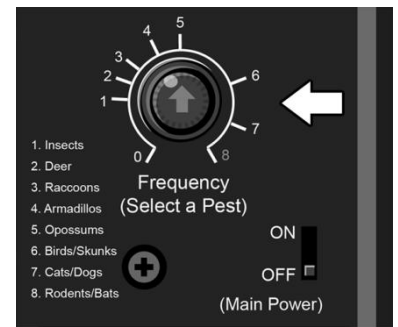 5
4
3
6
2
1
7
0
8
1. Insects
2. Deer
3. Raccoons
4. Armadillos
5. Opossums
6. Birds/Skunks
7. Cats/Dogs
8. Rodents/Bats
Frequency
(Select a Pest)
ON
OFF
(Main Power)